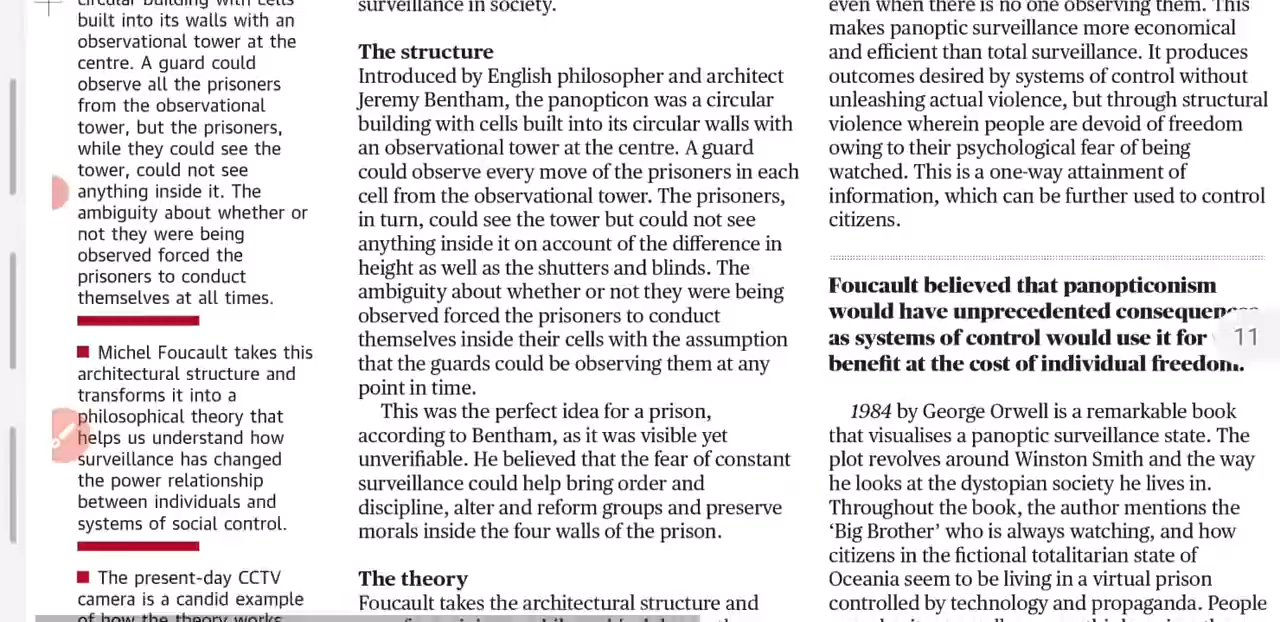 circular building with cells
built into its walls with an
observational tower at the
centre. A guard could
observe all the prisoners
from the observational
tower, but the prisoners,
while they could see the
tower, could not see
anything inside it. The
ambiguity about whether or
not they were being
observed forced the
prisoners to conduct
themselves at all times.
Michel Foucault takes this
architectural structure and
transforms it into a
philosophical theory that
helps us understand how
surveillance has changed
the power relationship
between individuals and
systems of social control.
The present-day CCTV
camera is a candid example
of how the theory works
surveillance in society.
The structure
Introduced by English philosopher and architect
Jeremy Bentham, the panopticon was a circular
building with cells built into its circular walls with
an observational tower at the centre. A guard
could observe every move of the prisoners in each
cell from the observational tower. The prisoners,
in turn, could see the tower but could not see
anything inside it on account of the difference in
height as well as the shutters and blinds. The
ambiguity about whether or not they were being
observed forced the prisoners to conduct
themselves inside their cells with the assumption
that the guards could be observing them at any
point in time.
This was the perfect idea for a prison,
according to Bentham, as it was visible yet
unverifiable. He believed that the fear of constant
surveillance could help bring order and
discipline, alter and reform groups and preserve
morals inside the four walls of the prison.
The theory
Foucault takes the architectural structure and
even when there is no one observing them. This
makes panoptic surveillance more economical
and efficient than total surveillance. It produces
outcomes desired by systems of control without
unleashing actual violence, but through structural
violence wherein people are devoid of freedom
owing to their psychological fear of being
watched. This is a one-way attainment of
information, which can be further used to control
citizens.
Foucault believed that panopticonism
would have unprecedented consequences
as systems of control would use it for
benefit at the cost of individual freedom.
11
1984 by George Orwell is a remarkable book
that visualises a panoptic surveillance state. The
plot revolves around Winston Smith and the way
he looks at the dystopian society he lives in.
Throughout the book, the author mentions the
‘Big Brother’ who is always watching, and how
citizens in the fictional totalitarian state of
Oceania seem to be living in a virtual prison
controlled by technology and propaganda. People